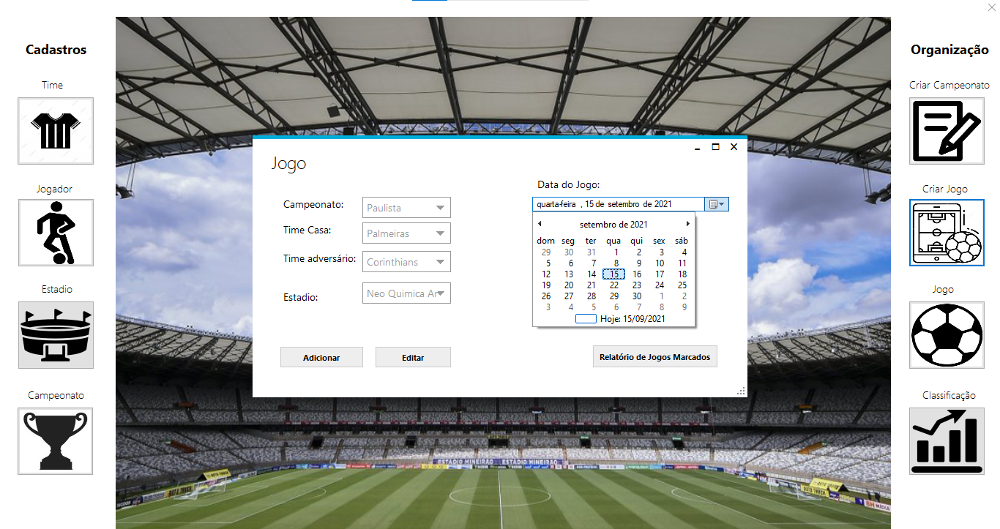 Cadastros
Time
Jogador
Estadio
Campeonato
Jogo
Campeonato:
Paulista
Time Casa:
Palmeiras
Time adversário:
Corinthians
Estadio:
Neo Quimica Ar
Adicionar
Editar
Data do Jogo:
quarta-feira , 15 de setembro de 2021
setembro de 2021
dom seg ter qua qui sex sáb
29 30 31 1 2 3 4
5 6 7 8 9 10 11
12 13 14 15 16 17 18
19 20 21 22 23 24 25
26 27 28 29 30 1 2
3 4 5 6 7 8 9
Hoje: 15/09/2021
Relatório de Jogos Marcados
ESTÁDIO MINEIRÃO ESTÁDIO MINEIRÃO
Organização
Criar Campeonato
Criar Jogo
Jogo
Classificação